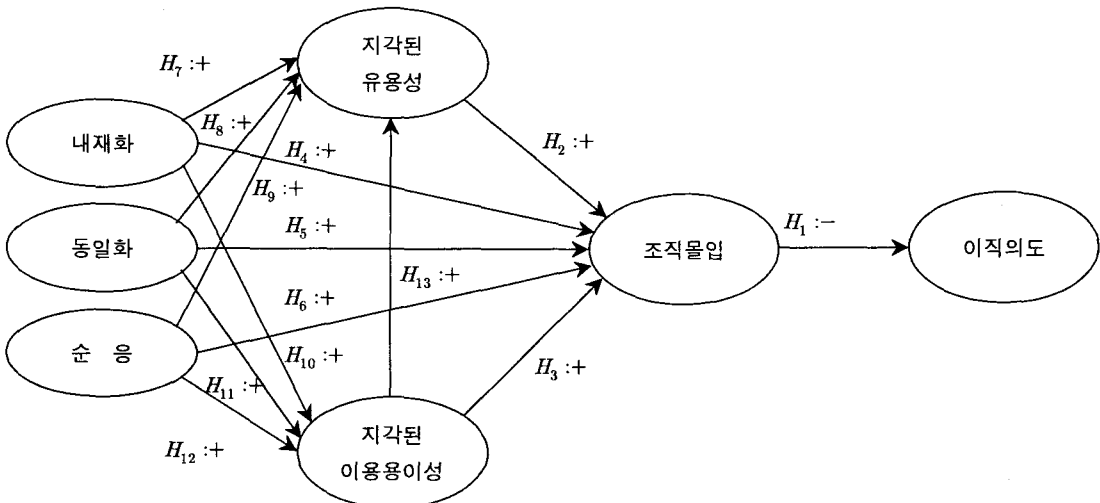 지각된
유용성
H₇:+
내재화
H₈:+
H₄:+
H₂:+
H₉:+
동일화
H₅:+
조직몰입
H₁:-
이직의도
H₁₃:+
H₆:+
순 응
H₁₀:+
H₃:+
H₁₁:+
지각된
이용용이성
H₁₂:+